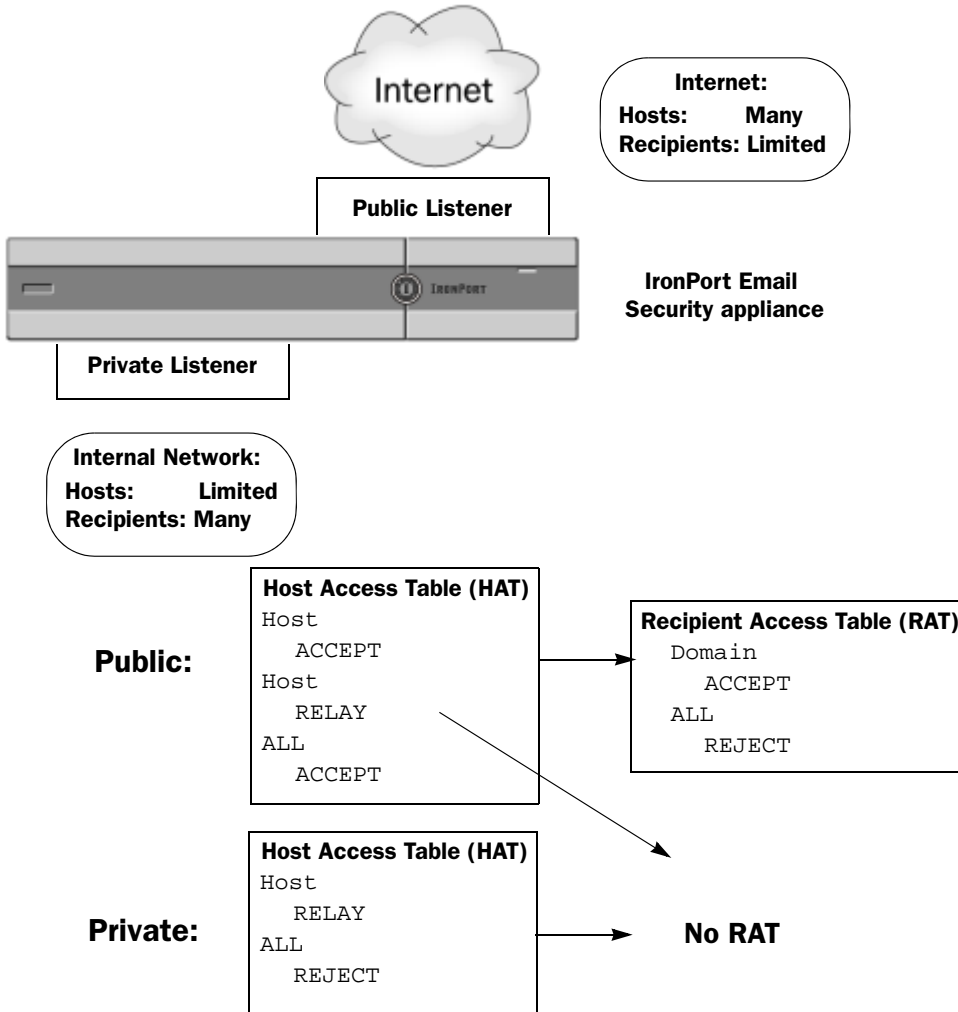 Internet
Internet:
Hosts: Many
Recipients: Limited
Public Listener
IRONPORT
IronPort Email
Security appliance
Private Listener
Internal Network:
Hosts: Limited
Recipients: Many
Public:
Host Access Table (HAT)
Host
ACCEPT
Host
RELAY
ALL
ACCEPT
Recipient Access Table (RAT)
Domain
ACCEPT
ALL
REJECT
Private:
Host Access Table (HAT)
Host
RELAY
ALL
REJECT
No RAT